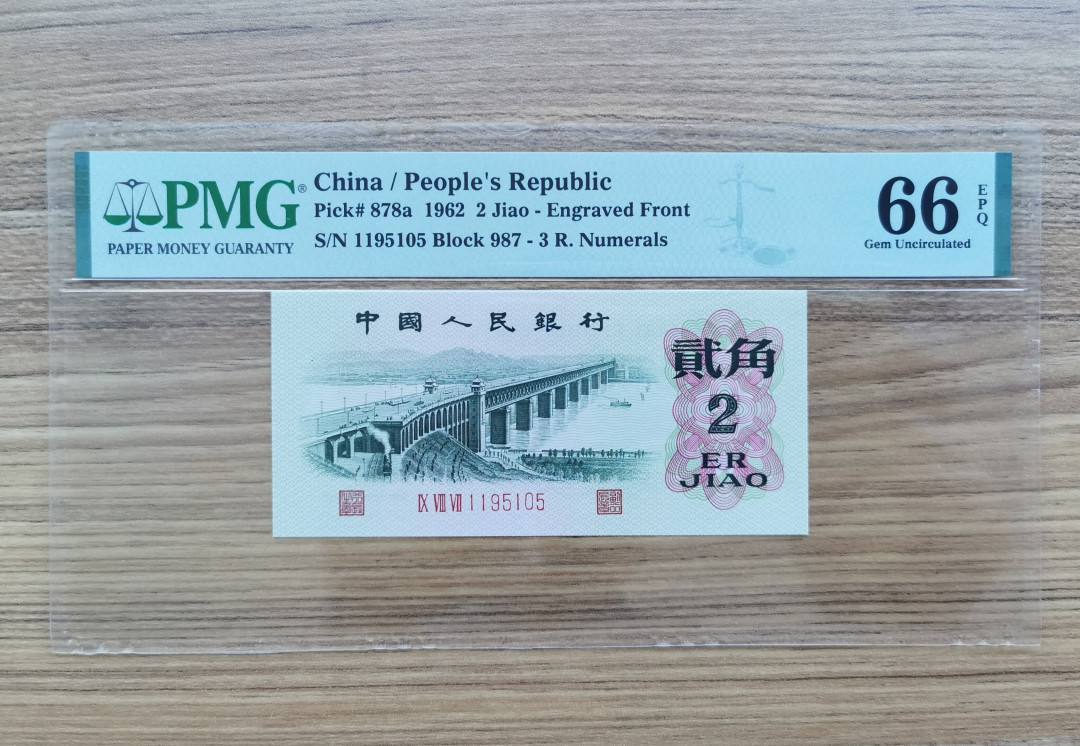 PMG®
PAPER MONEY GUARANTY
China / People's Republic
Pick# 878a 1962 2 Jiao - Engraved Front
S/N 1195105 Block 987 - 3 R. Numerals
66
EPQ
Gem Uncirculated
中國人民銀行
貳角
2
ER
JIAO
IX VIII VII 1195105